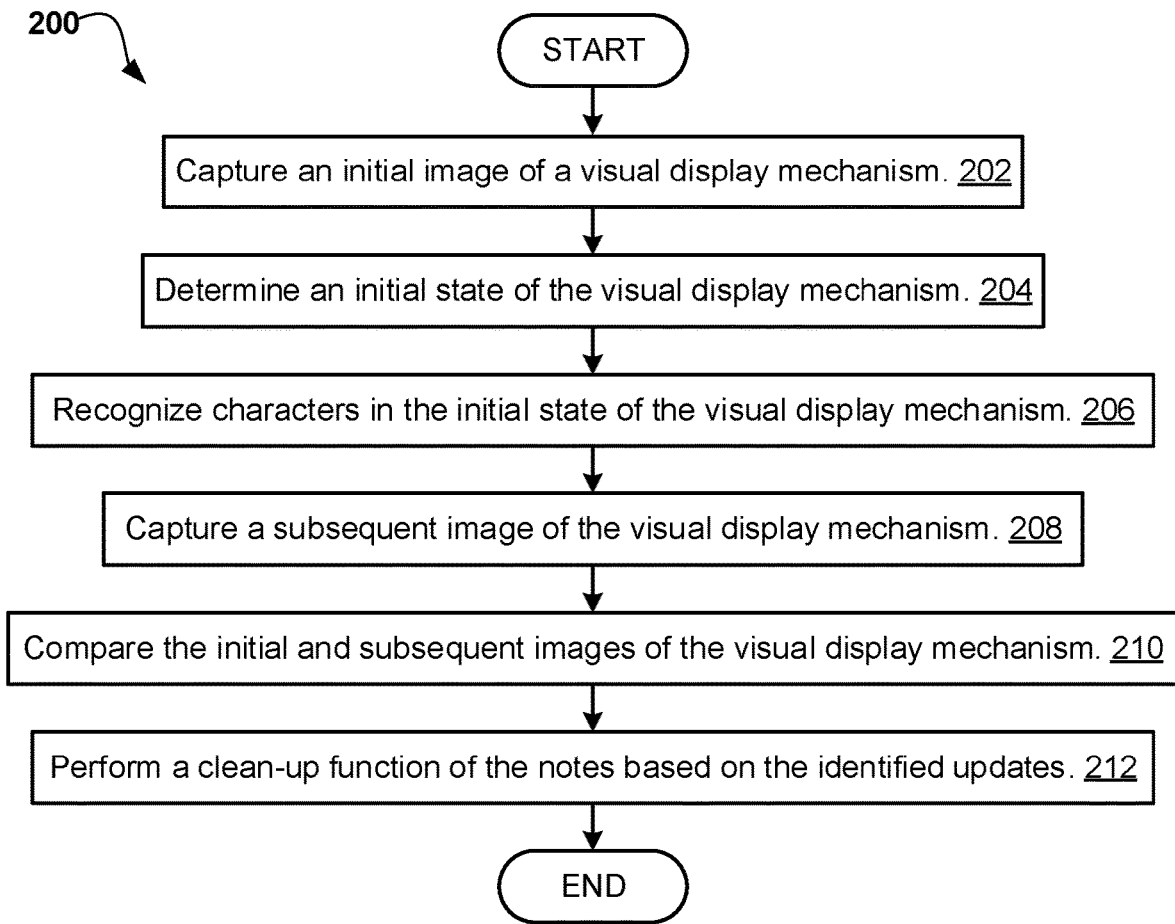 200
START
Capture an initial image of a visual display mechanism. 202
Determine an initial state of the visual display mechanism. 204
Recognize characters in the initial state of the visual display mechanism. 206
Capture a subsequent image of the visual display mechanism. 208
Compare the initial and subsequent images of the visual display mechanism. 210
Perform a clean-up function of the notes based on the identified updates. 212
END